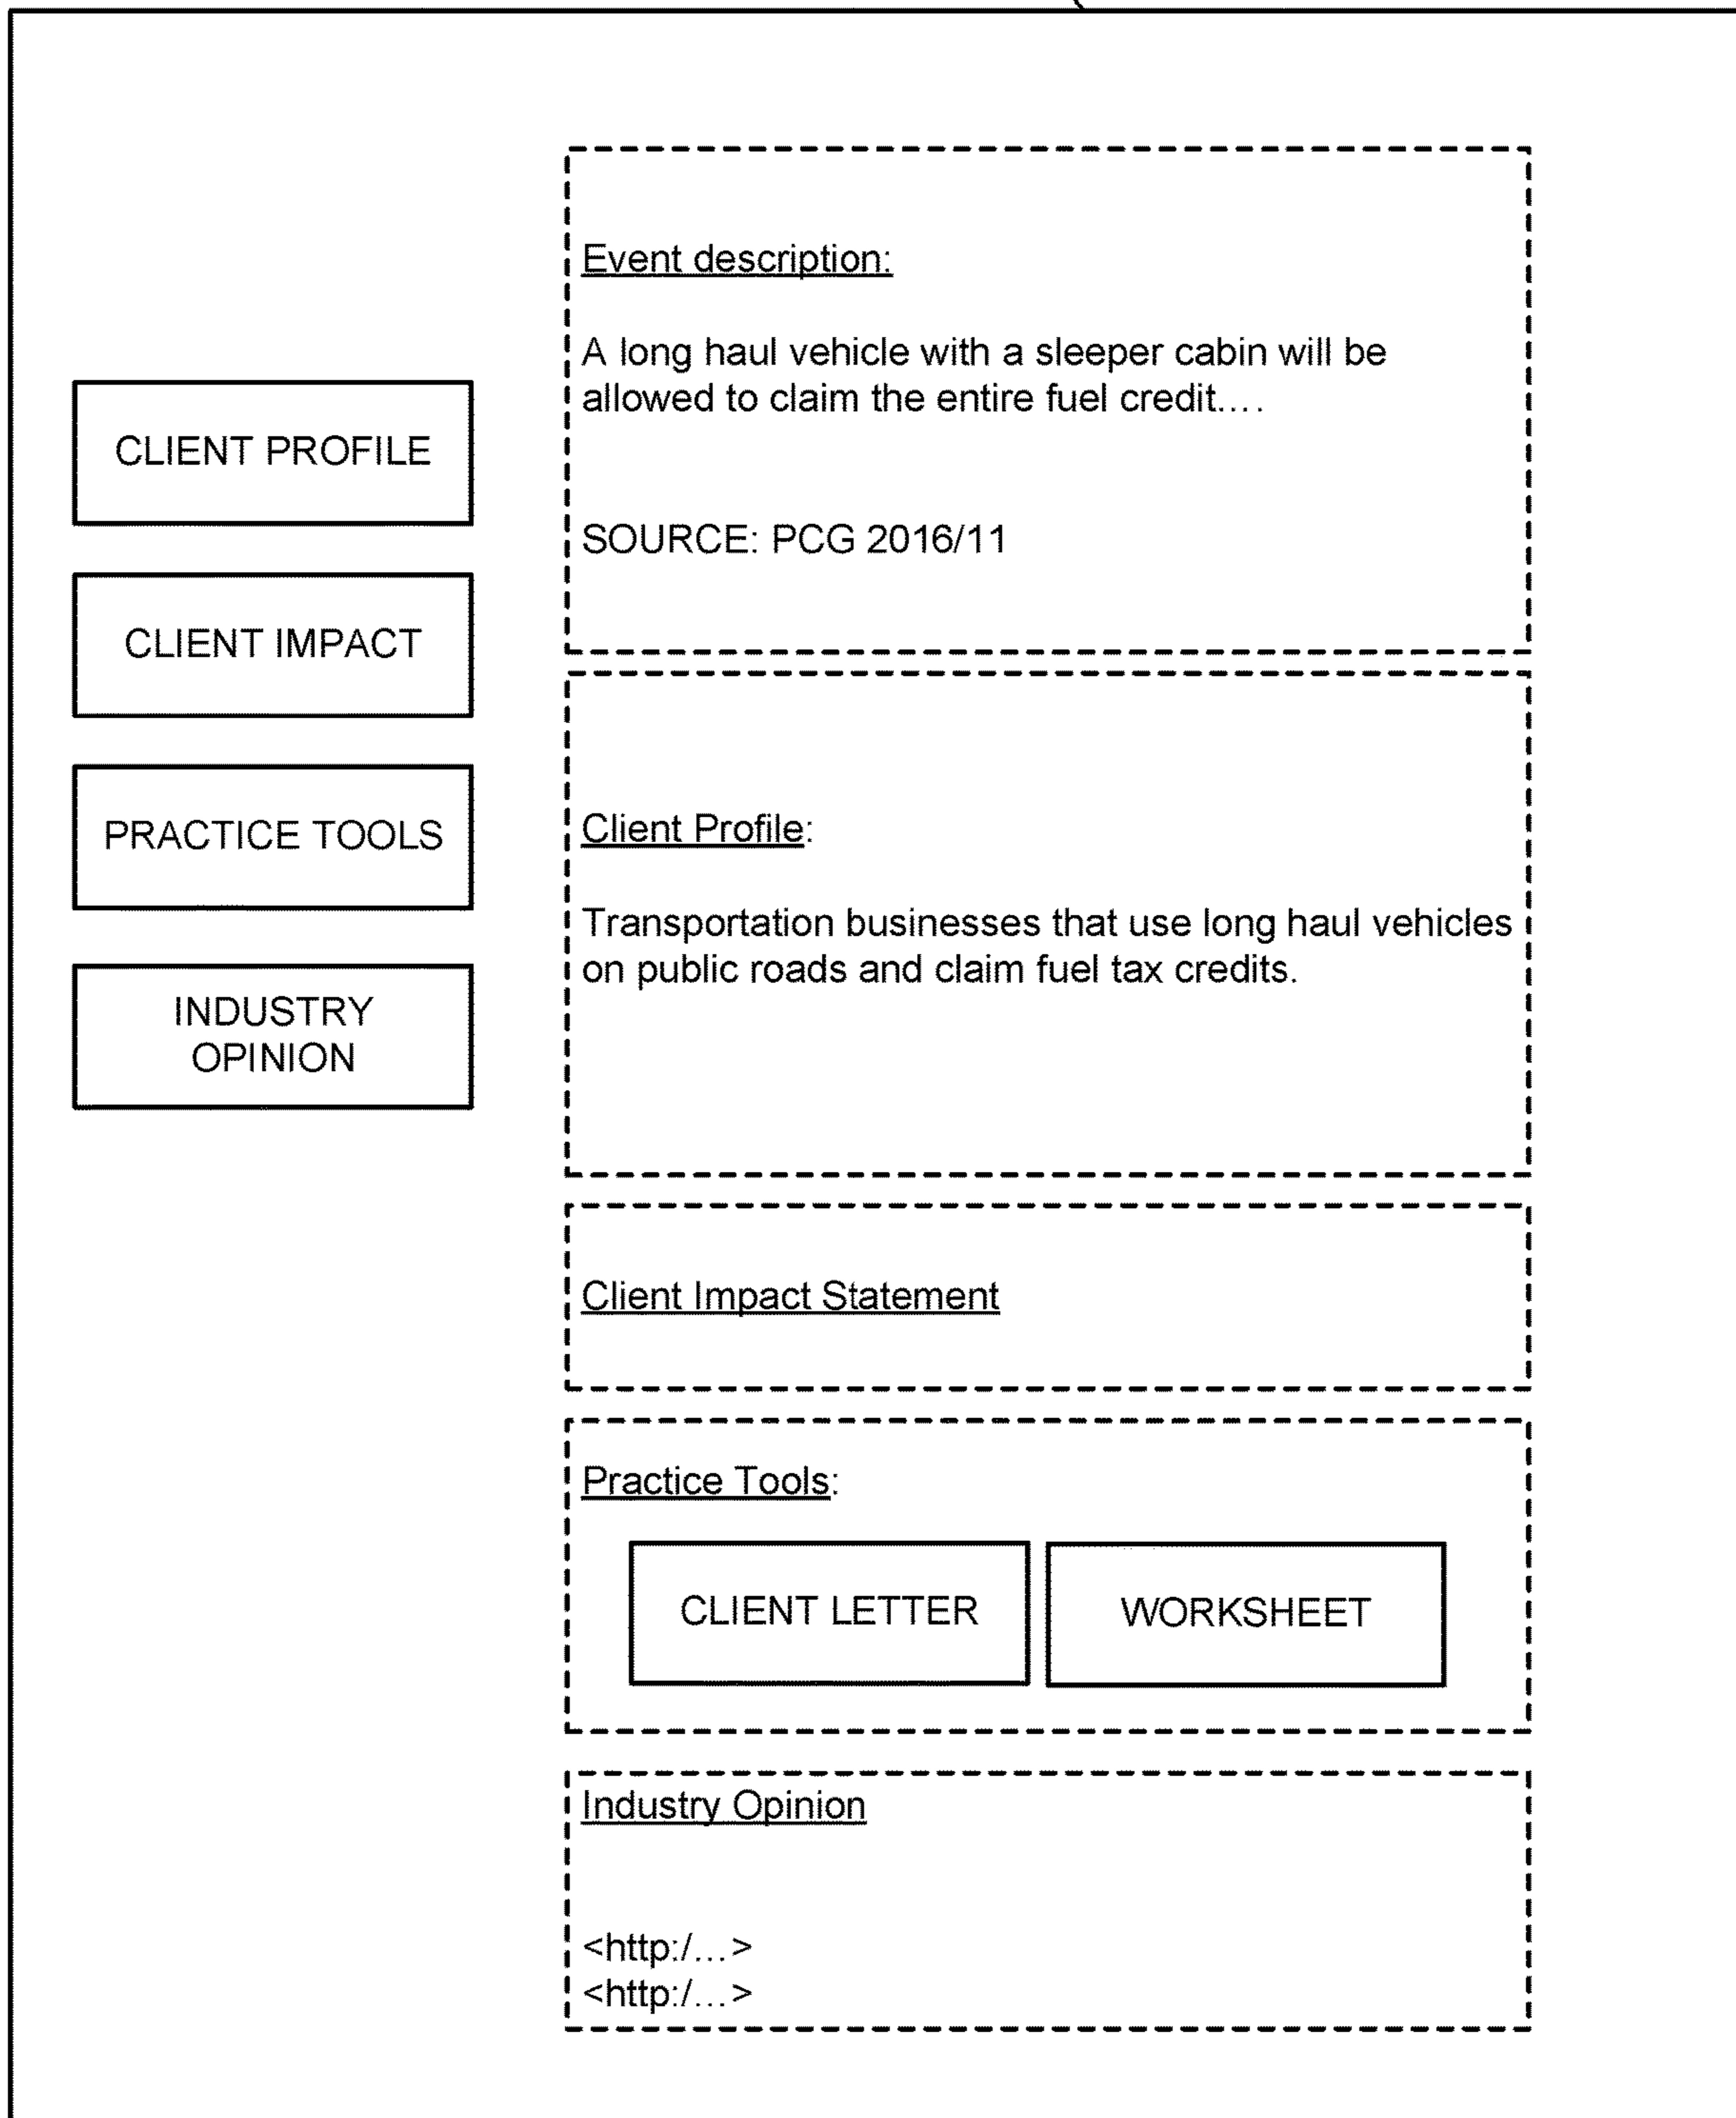 CLIENT PROFILE
CLIENT IMPACT
PRACTICE TOOLS
INDUSTRY
OPINION
Event description:
A long haul vehicle with a sleeper cabin will be
allowed to claim the entire fuel credit....
SOURCE: PCG 2016/11
Client Profile:
Transportation businesses that use long haul vehicles
on public roads and claim fuel tax credits.
Client Impact Statement
Practice Tools:
CLIENT LETTER
WORKSHEET
Industry Opinion
<http:/...>
<http:/...>